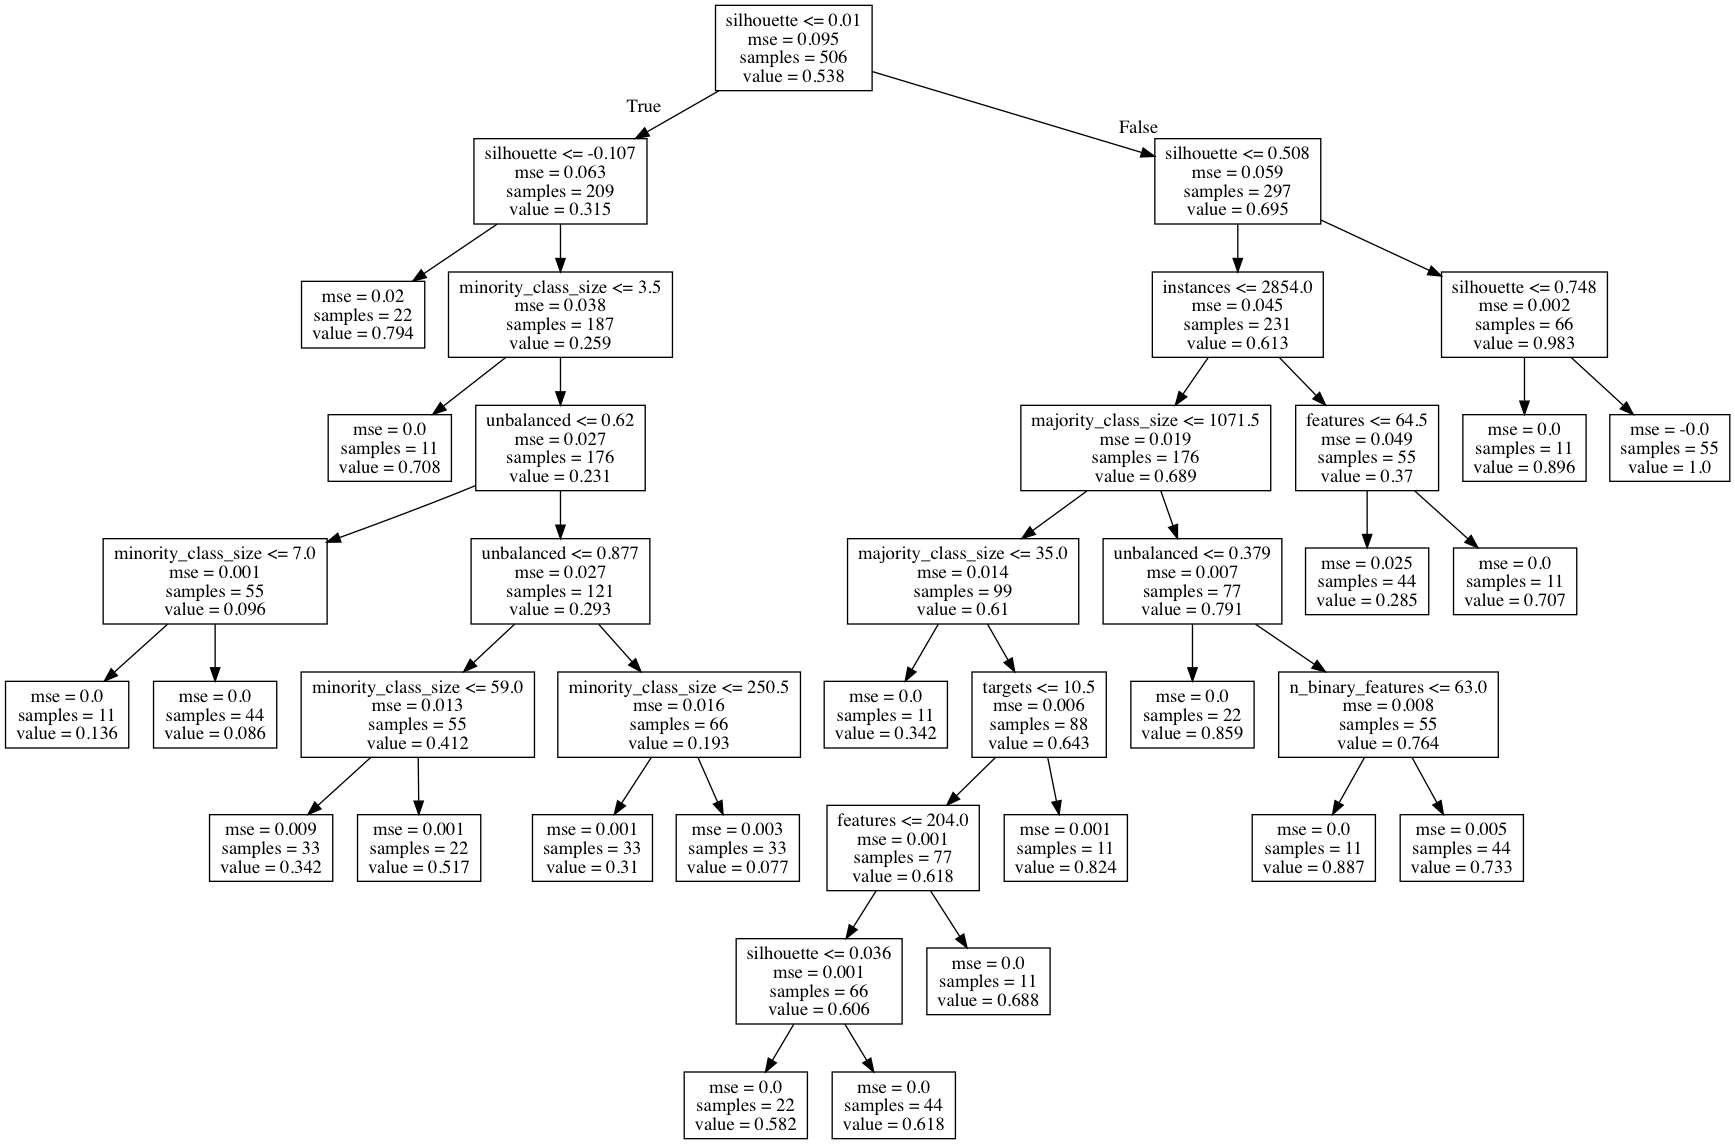 silhouette <= 0.01
mse = 0.095
samples = 506
value = 0.538
True
False
silhouette <= -0.107
mse = 0.063
samples = 209
value = 0.315
silhouette <= 0.508
mse = 0.059
samples = 297
value = 0.695
mse = 0.02
samples = 22
value = 0.794
minority_class_size <= 3.5
mse = 0.038
samples = 187
value = 0.259
instances <= 2854.0
mse = 0.045
samples = 231
value = 0.613
silhouette <= 0.748
mse = 0.002
samples = 66
value = 0.983
mse = 0.0
samples = 11
value = 0.708
unbalanced <= 0.62
mse = 0.027
samples = 176
value = 0.231
majority_class_size <= 1071.5
mse = 0.019
samples = 176
value = 0.689
features <= 64.5
mse = 0.049
samples = 55
value = 0.37
mse = 0.0
samples = 11
value = 0.896
mse = -0.0
samples = 55
value = 1.0
minority_class_size <= 7.0
mse = 0.001
samples = 55
value = 0.096
unbalanced <= 0.877
mse = 0.027
samples = 121
value = 0.293
majority_class_size <= 35.0
mse = 0.014
samples = 99
value = 0.61
unbalanced <= 0.379
mse = 0.007
samples = 77
value = 0.791
mse = 0.025
samples = 44
value = 0.285
mse = 0.0
samples = 11
value = 0.707
mse = 0.0
samples = 11
value = 0.136
mse = 0.0
samples = 44
value = 0.086
minority_class_size <= 59.0
mse = 0.013
samples = 55
value = 0.412
minority_class_size <= 250.5
mse = 0.016
samples = 66
value = 0.193
mse = 0.0
samples = 11
value = 0.342
targets <= 10.5
mse = 0.006
samples = 88
value = 0.643
mse = 0.0
samples = 22
value = 0.859
n_binary_features <= 63.0
mse = 0.008
samples = 55
value = 0.764
mse = 0.009
samples = 33
value = 0.342
mse = 0.001
samples = 22
value = 0.517
mse = 0.001
samples = 33
value = 0.31
mse = 0.003
samples = 33
value = 0.077
features <= 204.0
mse = 0.001
samples = 77
value = 0.618
mse = 0.001
samples = 11
value = 0.824
mse = 0.0
samples = 11
value = 0.887
mse = 0.005
samples = 44
value = 0.733
silhouette <= 0.036
mse = 0.001
samples = 66
value = 0.606
mse = 0.0
samples = 11
value = 0.688
mse = 0.0
samples = 22
value = 0.582
mse = 0.0
samples = 44
value = 0.618